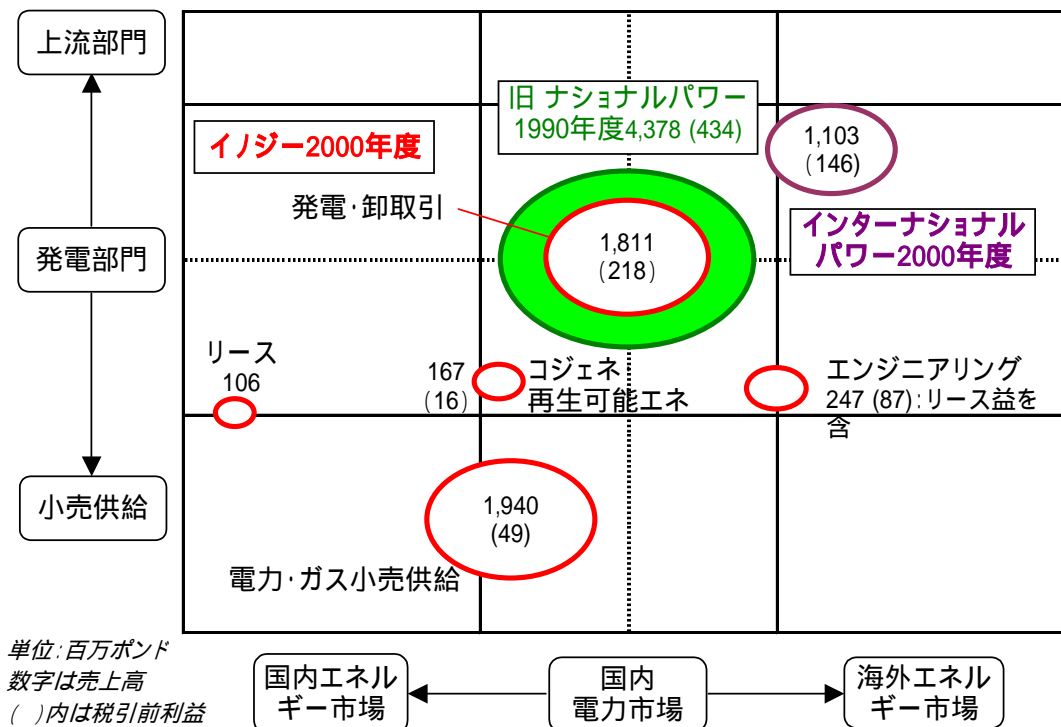 上流部門
旧 ナショナルパワー
1990年度4,378 (434)
イノジー2000年度
1,103
(146)
発電･卸取引
1,811
(218)
インターナショナル
パワー2000年度
発電部門
リース
106
167
(16)
コジェネ
再生可能エネ
エンジニアリング
247 (87):リース益を
含
小売供給
1,940
(49)
電力･ガス小売供給
単位:百万ポンド
数字は売上高
(　)内は税引前利益
国内エネル
ギー市場
国内
電力市場
海外エネル
ギー市場